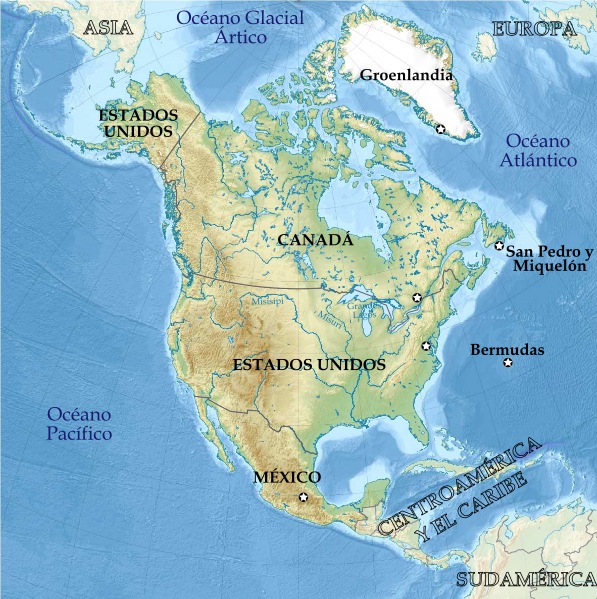 Océano Glacial
Ártico
ASIA
EUROPA
Groenlandia
ESTADOS
UNIDOS
Océano
Atlántico
CANADÁ
San Pedro y
Miquelón
Misisipi
Misuri
Grandes
Lagos
Bermudas
ESTADOS UNIDOS
Océano
Pacífico
MÉXICO
CENTROAMÉRICA
Y EL CARIBE
SUDAMÉRICA